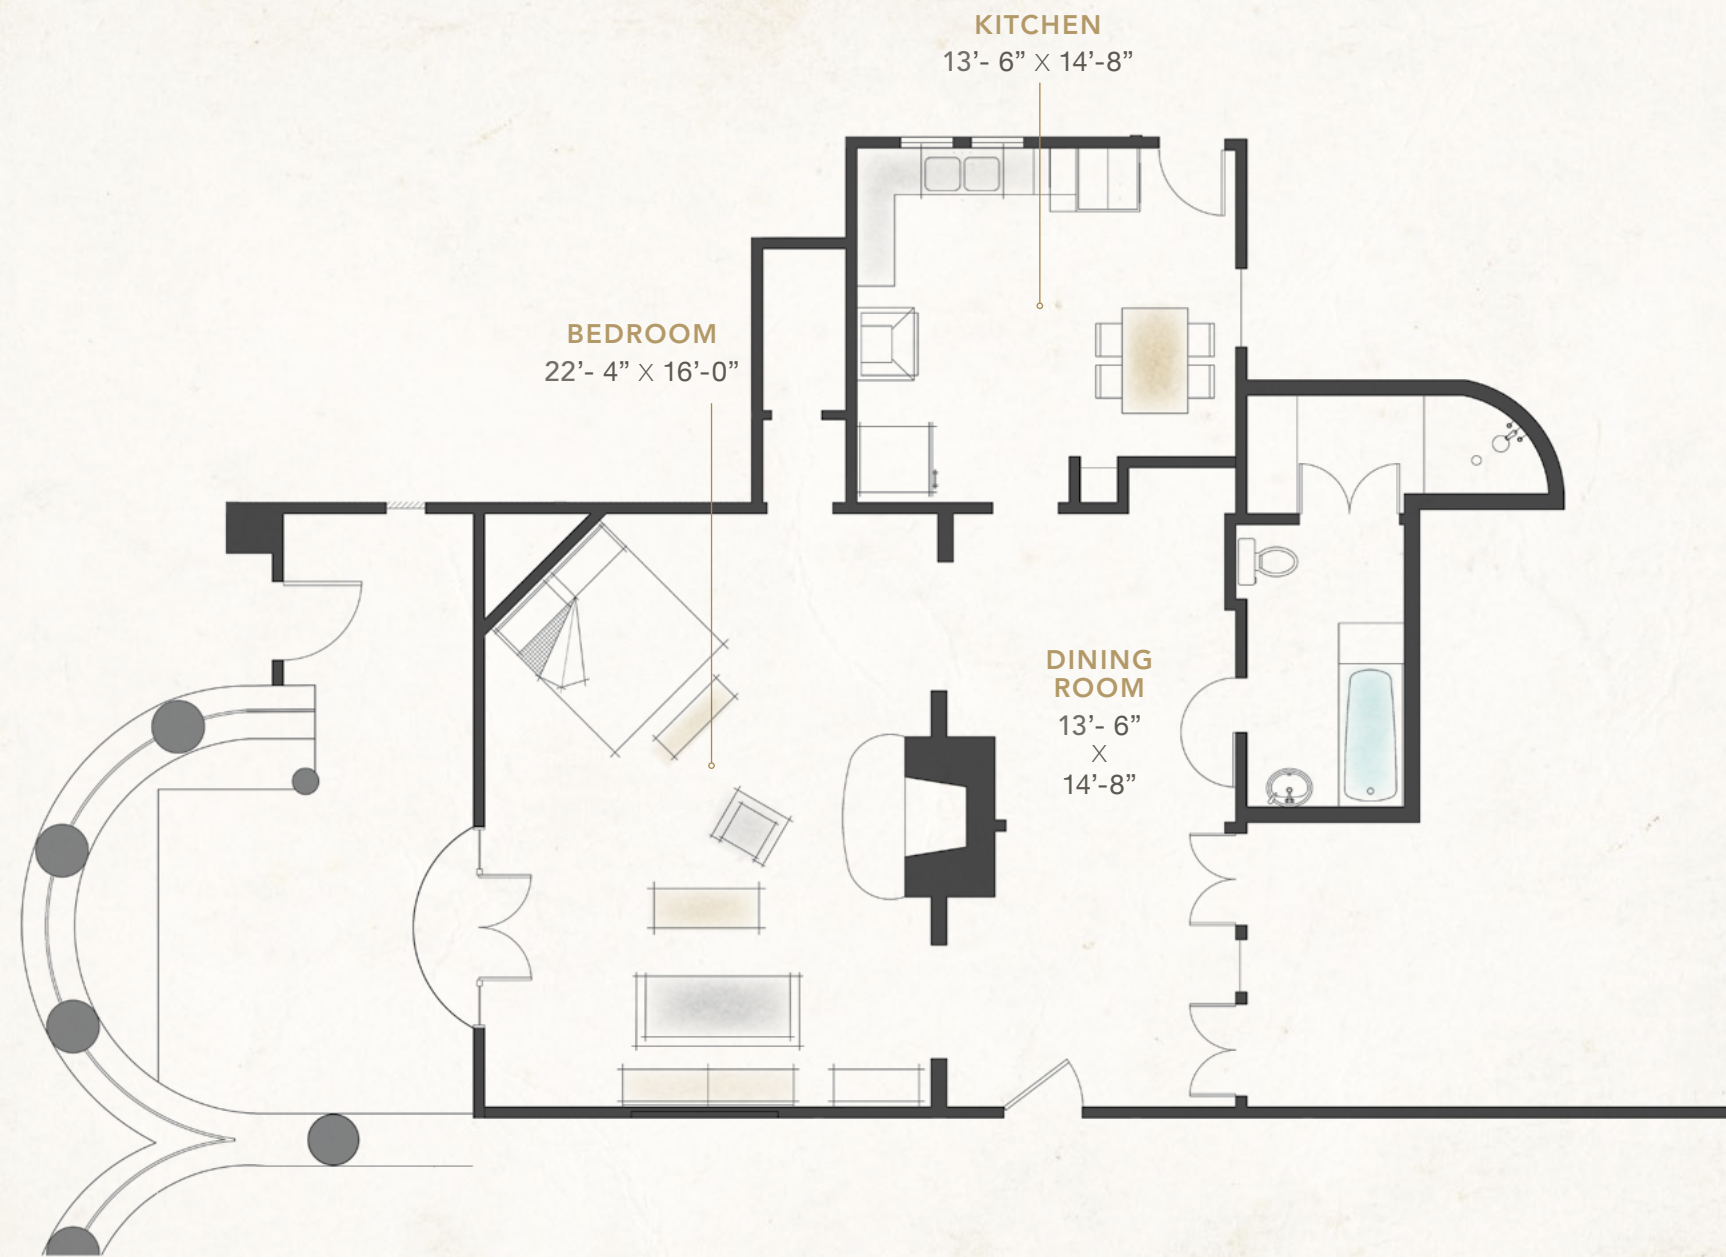 KITCHEN
13’- 6” X 14’-8”
BEDROOM
22’- 4” X 16’-0”
DINING
ROOM
13’- 6”
X
14’-8”